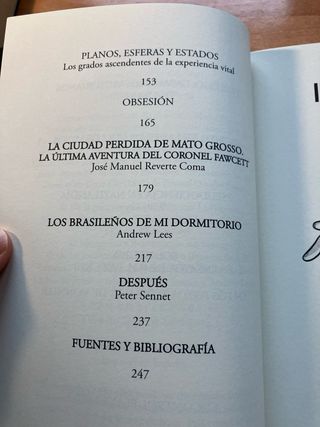 PLANOS, ESFERAS Y ESTADOS
Los grados ascendentes de la experiencia vital
153
OBSESIÓN
165
LA CIUDAD PERDIDA DE MATO GROSSO.
LA ÚLTIMA AVENTURA DEL CORONEL FAWCETT
José Manuel Reverte Coma
179
LOS BRASILEÑOS DE MI DORMITORIO
Andrew Lees
217
DESPUÉS
Peter Sennet
237
FUENTES Y BIBLIOGRAFÍA
247